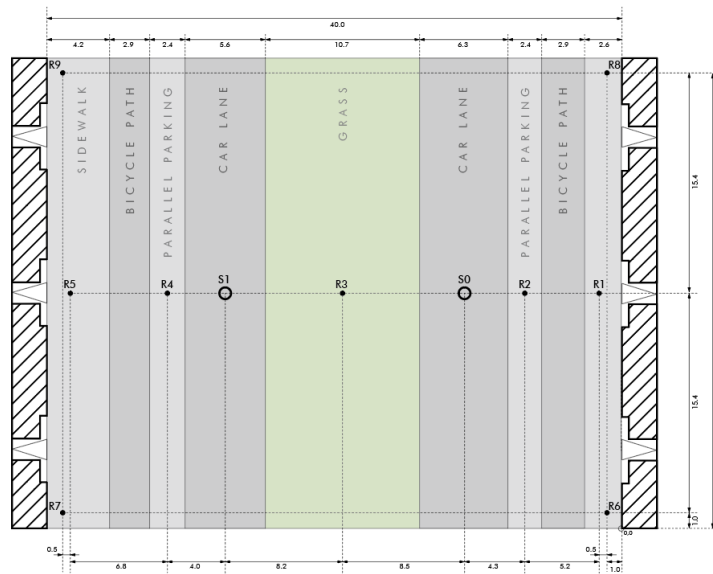 40.0
4.2 2.9 2.4 5.6 10.7 6.3 2.4 2.9 2.6
R9 R8
SIDEWALK
BICYCLE PATH
PARALLEL PARKING
CAR LANE
GRASS
CAR LANE
PARALLEL PARKING
BICYCLE PATH
15.4
R5 R4 S1 R3 S0 R2 R1
15.4
R7 R6
1.0
0,0
0.5 0.5
6.8 4.0 8.2 8.5 4.3 5.2 1.0